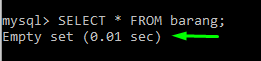 mysql> SELECT * FROM barang;
Empty set (0.01 sec)